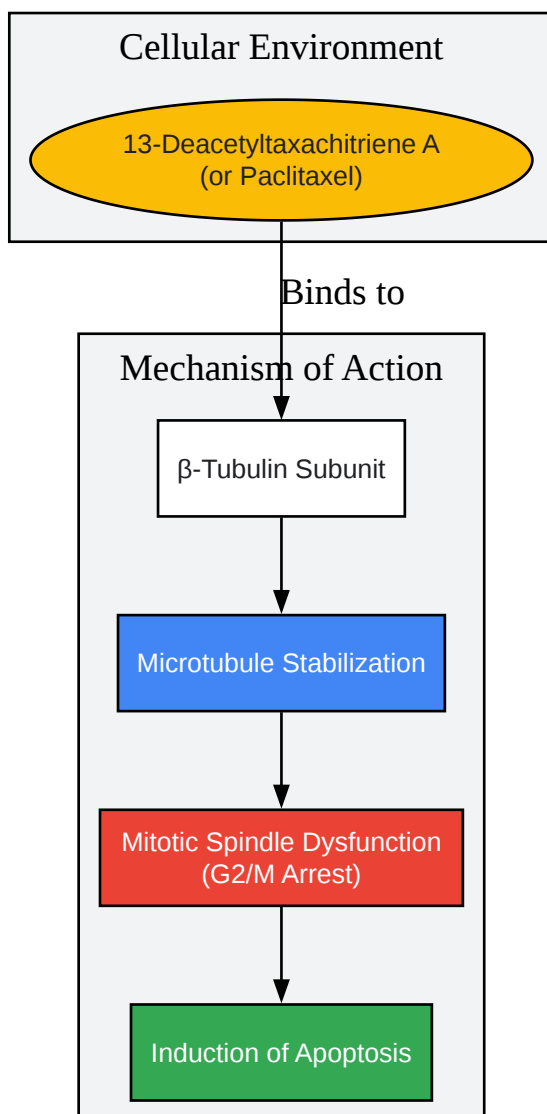 Cellular Environment
13-Deacetyltaxachitriene A
(or Paclitaxel)
Binds to
Mechanism of Action
β-Tubulin Subunit
Microtubule Stabilization
Mitotic Spindle Dysfunction
(G2/M Arrest)
Induction of Apoptosis